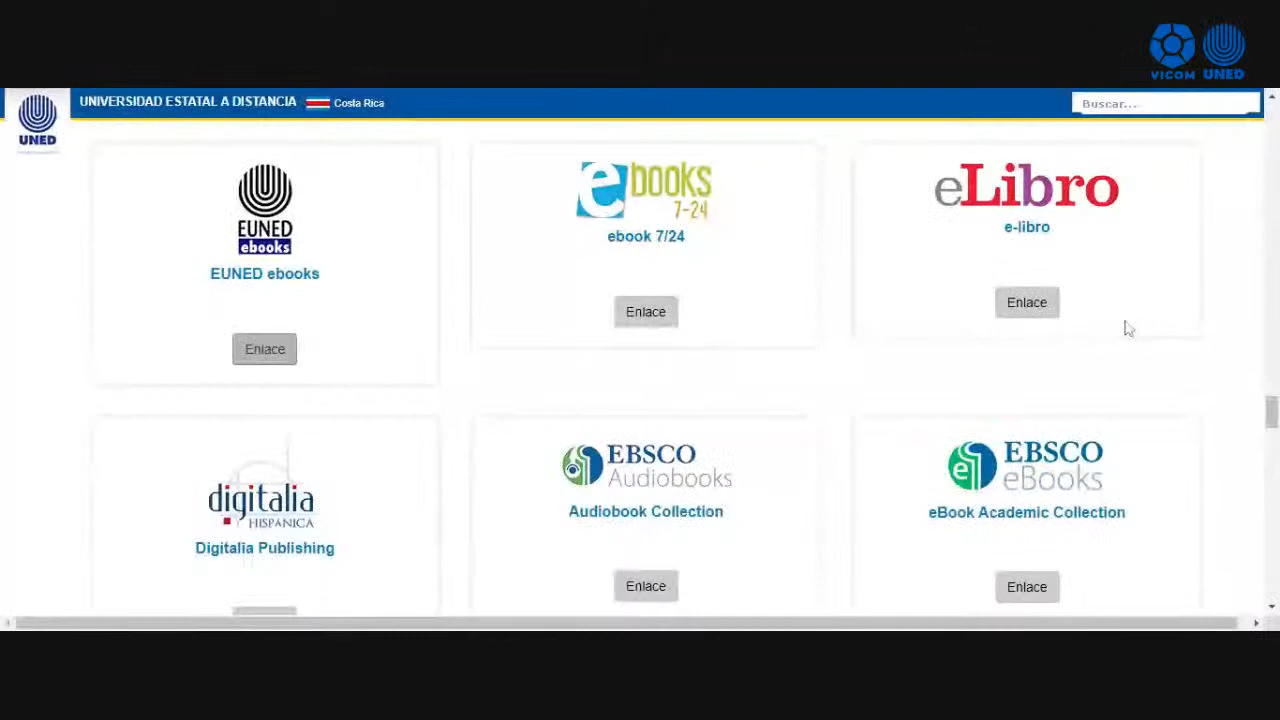 VICOM UNED
UNIVERSIDAD ESTATAL A DISTANCIA Costa Rica
Buscar...
UNED
EUNED
ebooks
EUNED ebooks
Enlace
ebooks
7-24
ebook 7/24
Enlace
eLibro
e-libro
Enlace
digitalia
HISPANICA
Digitalia Publishing
EBSCO
Audiobooks
Audiobook Collection
Enlace
e
EBSCO
eBooks
eBook Academic Collection
Enlace